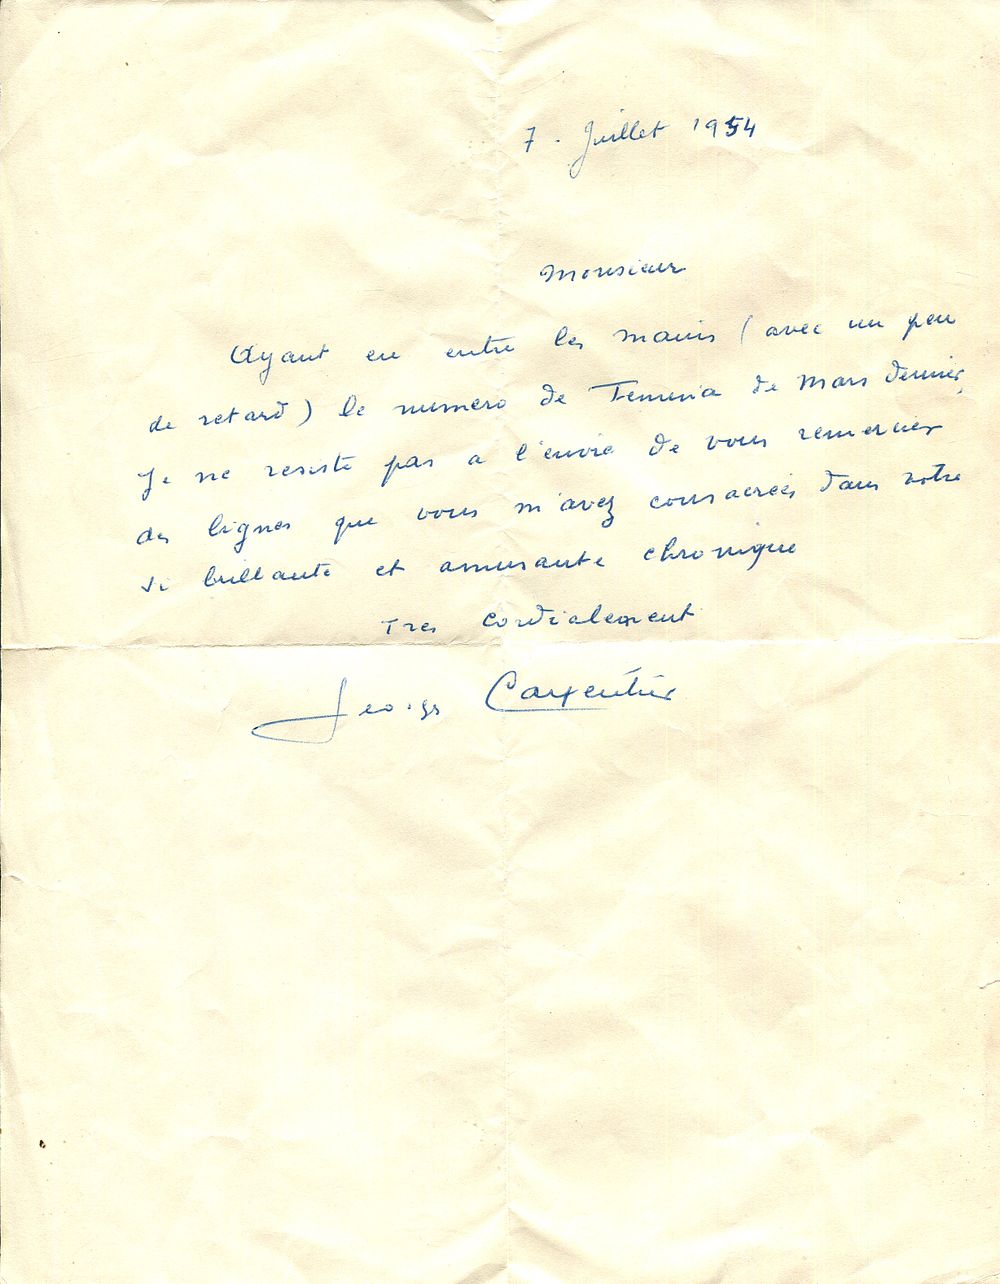 7. Juillet 1954
Monsieur
Ayant eu entre les mains (avec un peu
de retard) le numero de Femina de Mars dernier,
Je ne resiste pas a l'envie de vous remercier
des lignes que vous m'avez consacrées dans votre
si brillante et amusante chronique
Tres cordialement
Georges Carpentier